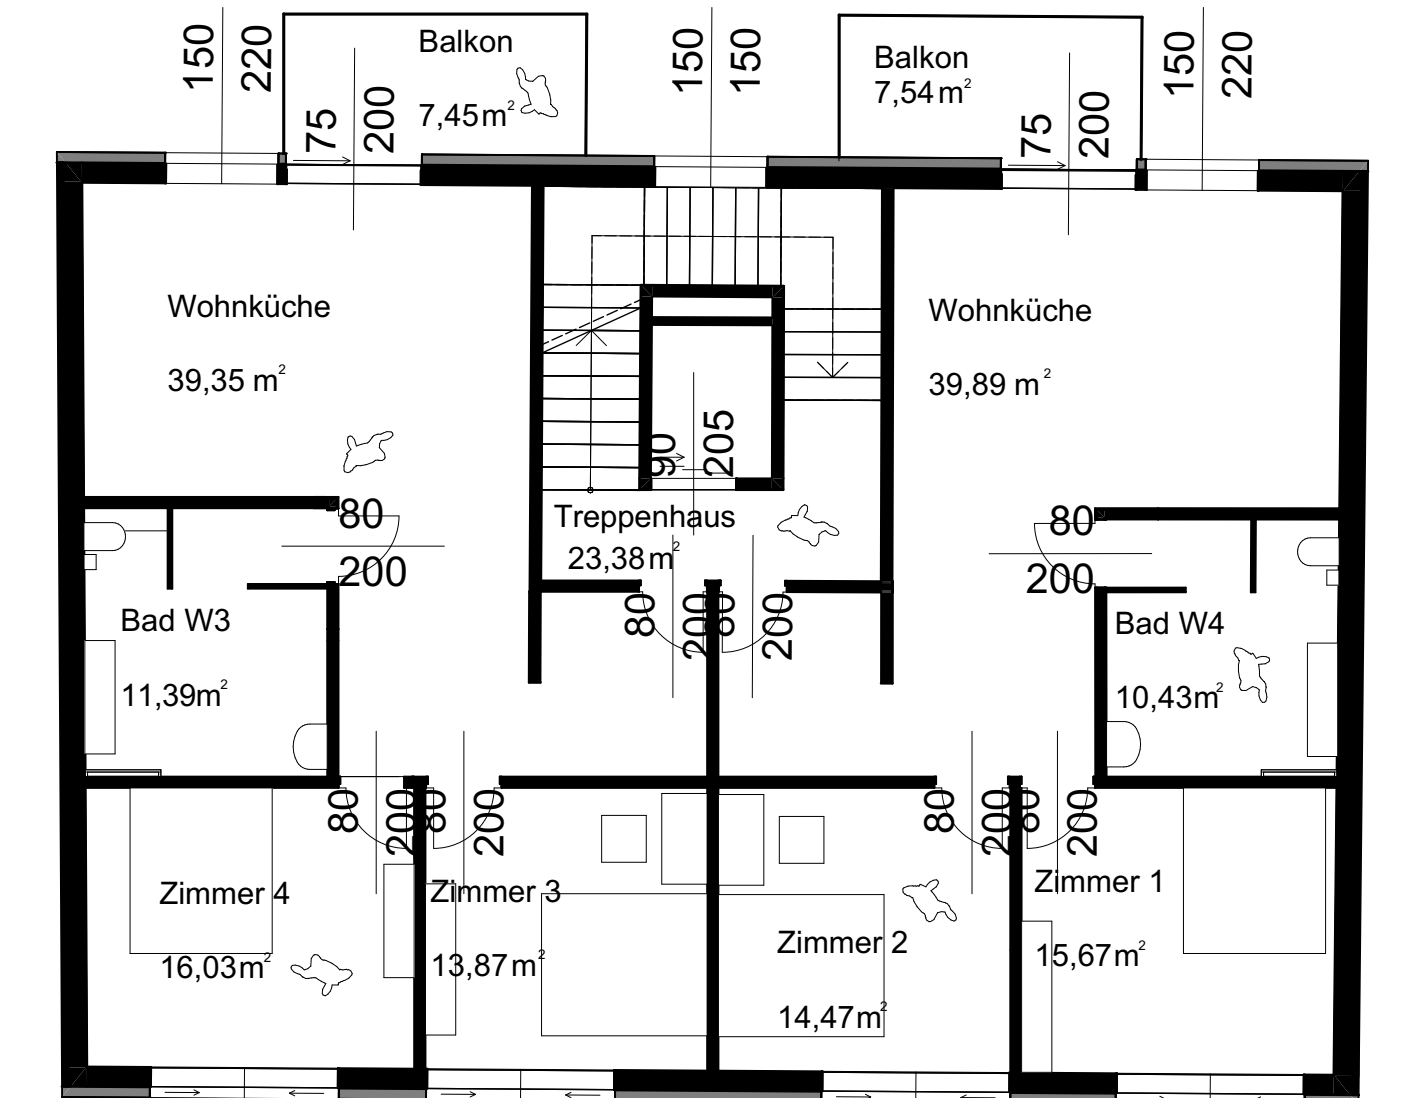 150
220
Balkon
7,45m²
75
200
150
150
Balkon
7,54m²
75
200
150
220
Wohnküche
39,35 m²
Wohnküche
39,89 m²
90
205
Treppenhaus
23,38m²
80
200
80
200
80
200
80
200
Bad W3
11,39m²
Bad W4
10,43m²
80
200
80
200
80
200
80
200
Zimmer 4
16,03m²
Zimmer 3
13,87m²
Zimmer 2
14,47m²
Zimmer 1
15,67m²